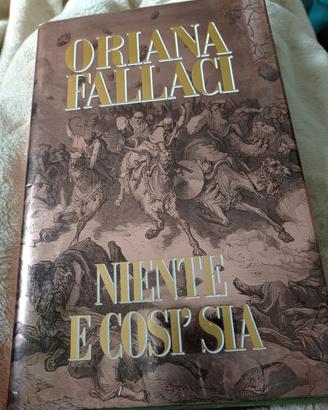 ORIANA
FALLACI
NIENTE
E COSI' SIA